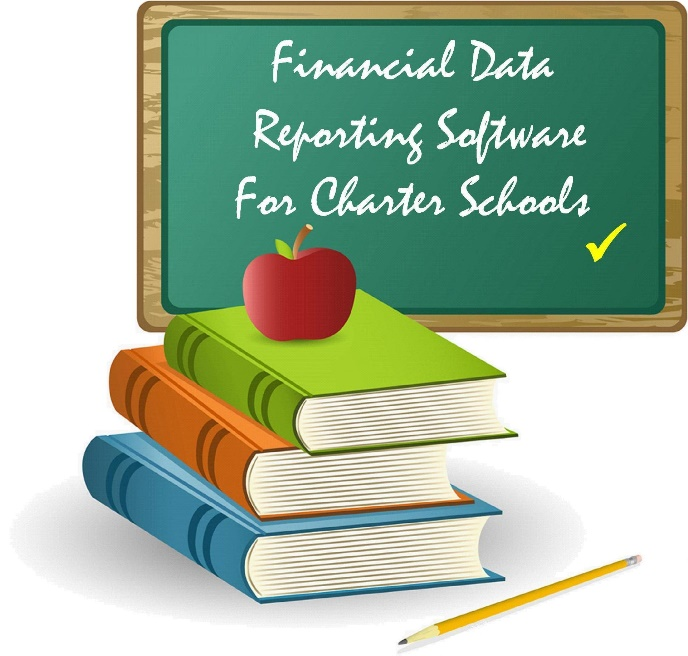 Financial Data
Reporting Software
For Charter Schools